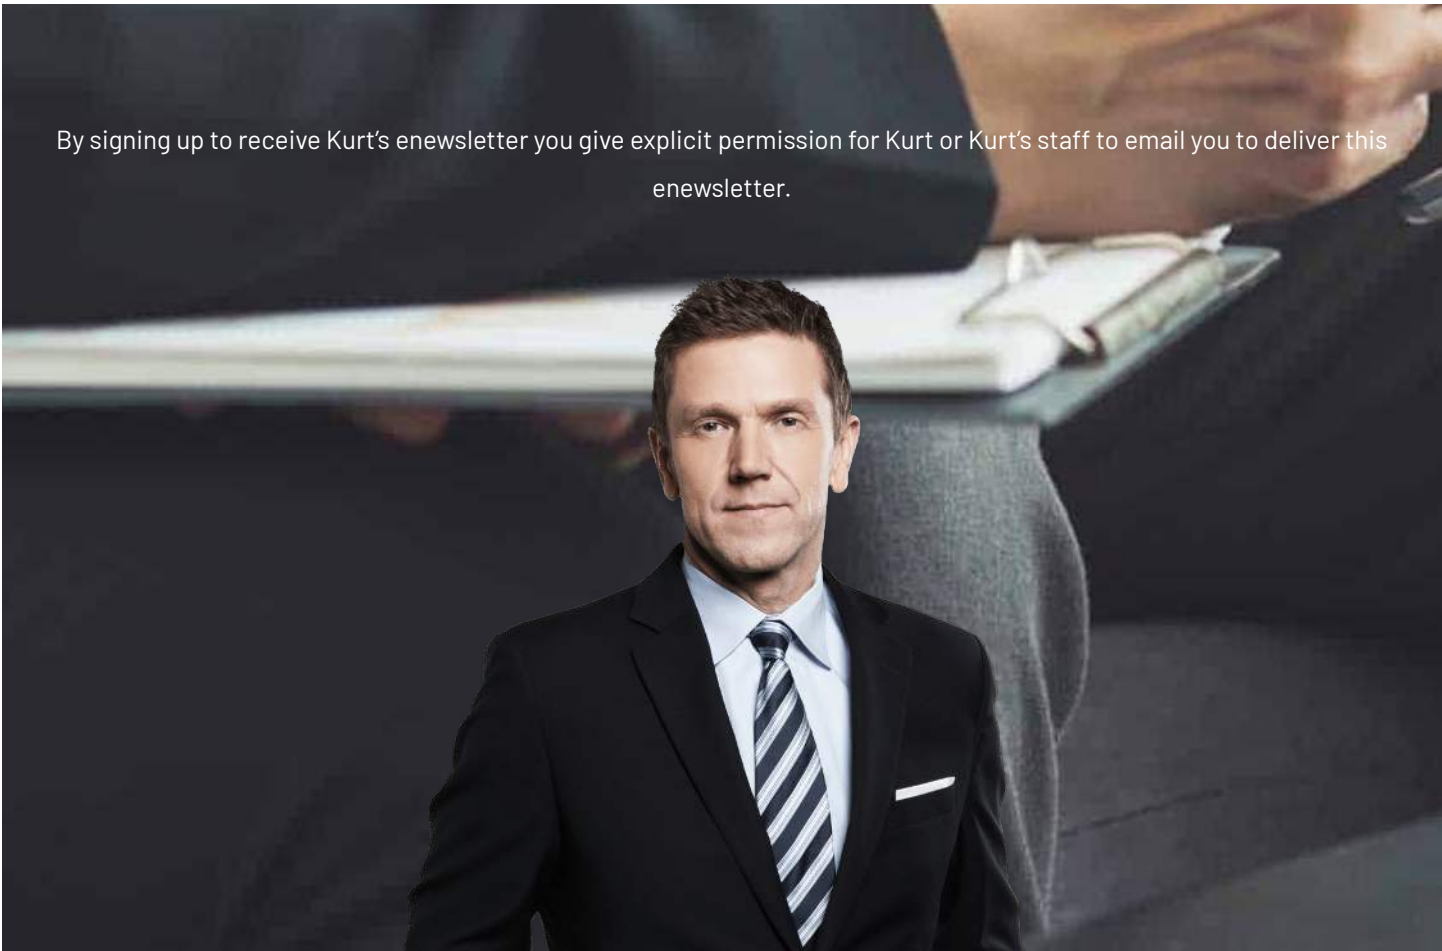 By signing up to receive Kurt’s enewsletter you give explicit permission for Kurt or Kurt’s staff to email you to deliver this
enewsletter.